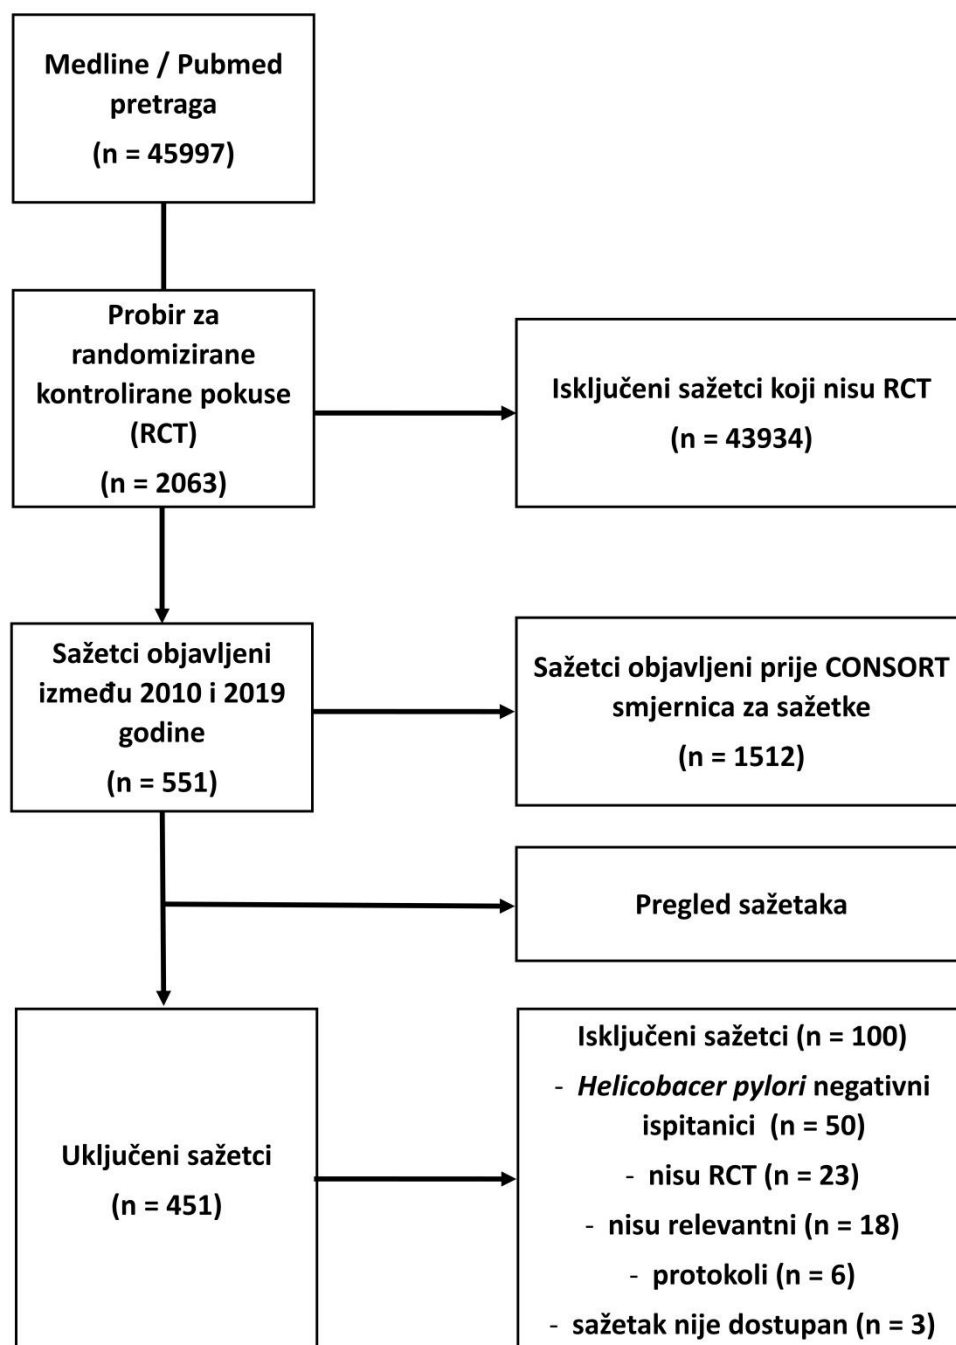 Medline / Pubmed
pretraga
(n = 45997)
Probir za
randomizirane
kontrolirane pokuse
(RCT)
(n = 2063)
Isključeni sažetci koji nisu RCT
(n = 43934)
Sažetci objavljeni
između 2010 i 2019
godine
(n = 551)
Sažetci objavljeni prije CONSORT
smjernica za sažetke
(n = 1512)
Pregled sažetaka
Uključeni sažetci
(n = 451)
Isključeni sažetci (n = 100)
- Helicobacer pylori negativni
ispitanici (n = 50)
- nisu RCT (n = 23)
- nisu relevantni (n = 18)
- protokoli (n = 6)
- sažetak nije dostupan (n = 3)